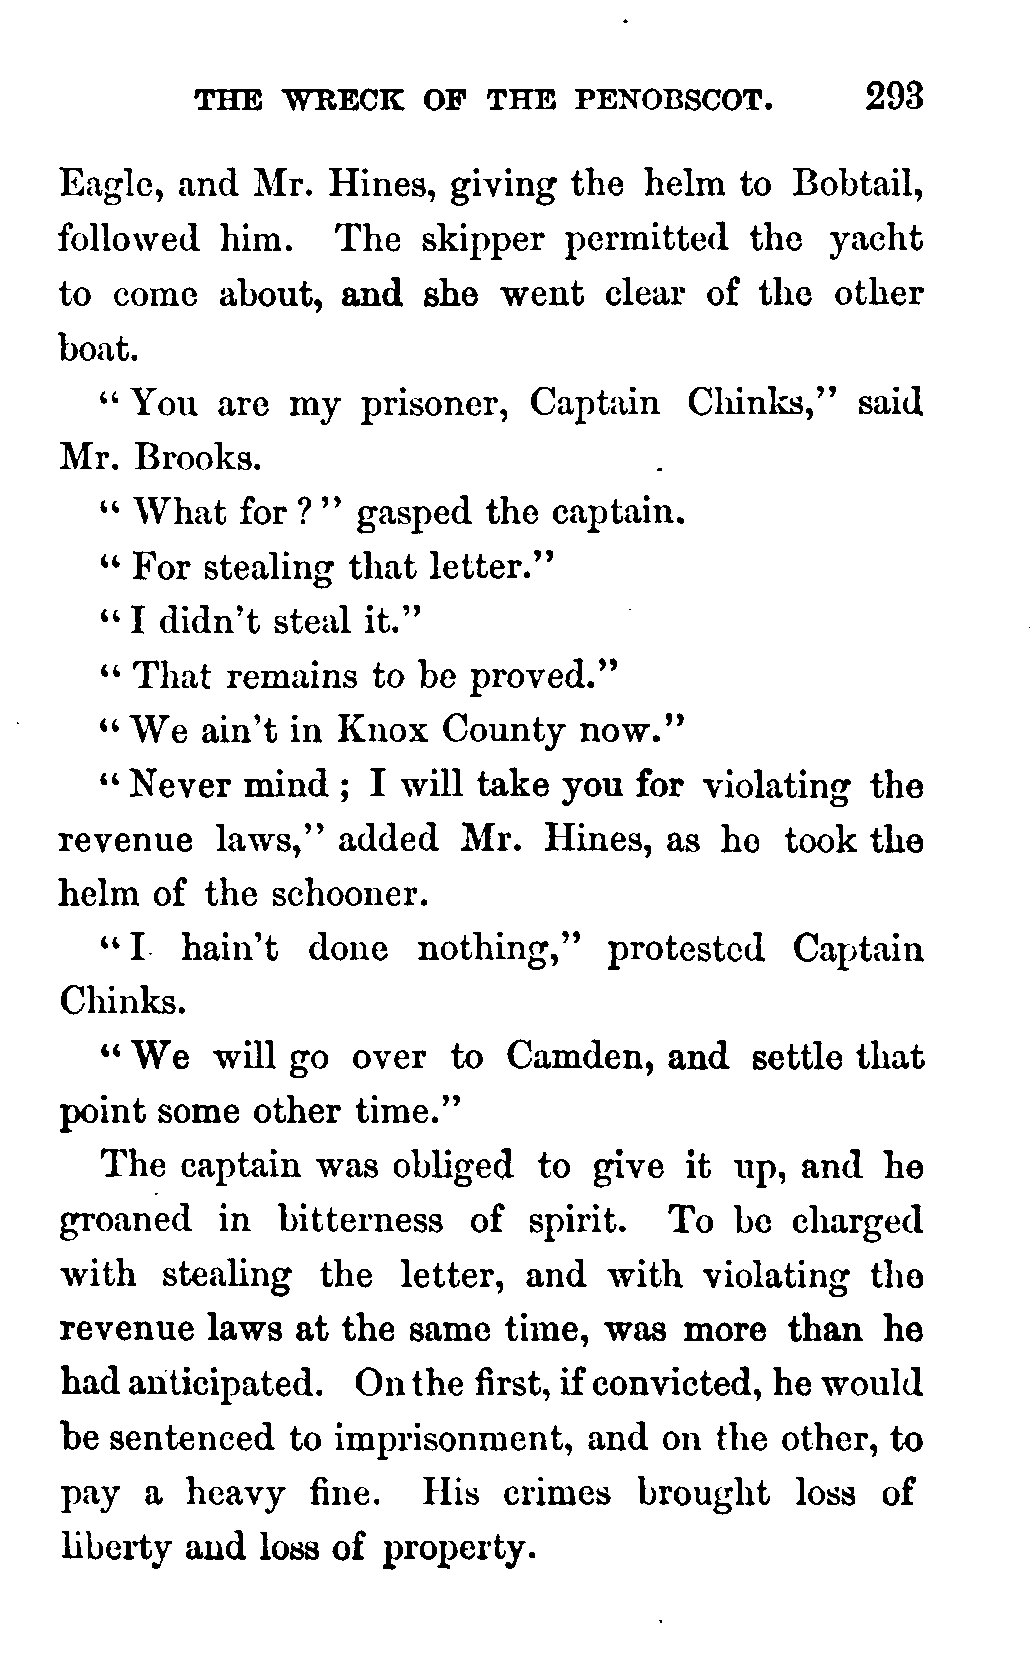 THE WRECK OF THE PENOBSCOT. 293
Eagle, and Mr. Hines, giving the helm to Bobtail,
followed him. The skipper permitted the yacht
to come about, and she went clear of the other
boat.
“ You are my prisoner, Captain Chinks,” said
Mr. Brooks.
“ What for ? ” gasped the captain.
“ For stealing that letter.”
“ I didn’t steal it.”
“ That remains to be proved.”
“ We ain’t in Knox County now.”
“ Never mind ; I will take you for violating the
revenue laws,” added Mr. Hines, as he took the
helm of the schooner.
“ I hain’t done nothing,” protested Captain
Chinks.
“ We will go over to Camden, and settle that
point some other time.”
The captain was obliged to give it up, and he
groaned in bitterness of spirit. To be charged
with stealing the letter, and with violating the
revenue laws at the same time, was more than he
had anticipated. On the first, if convicted, he would
be sentenced to imprisonment, and on the other, to
pay a heavy fine. His crimes brought loss of
liberty and loss of property.